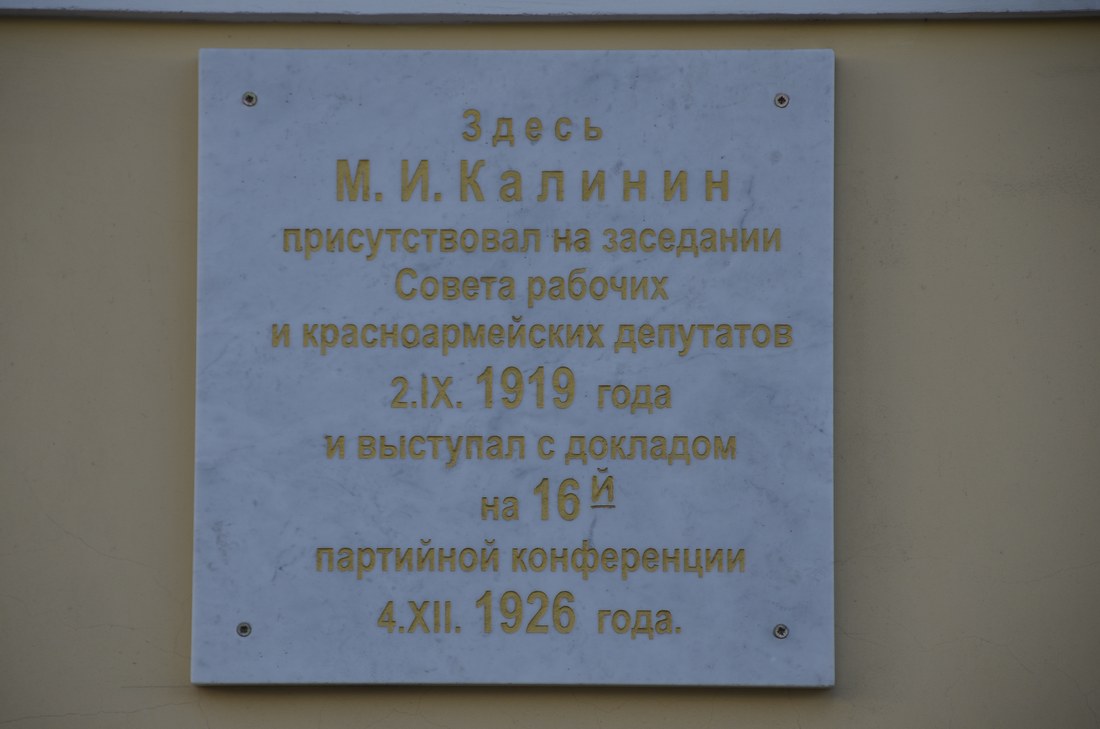 Здесь
М. И. Калинин
присутствовал на заседании
Совета рабочих
и красноармейских депутатов
2.IX. 1919 года
и выступал с докладом
на 16й
партийной конференции
4.XII. 1926 года.